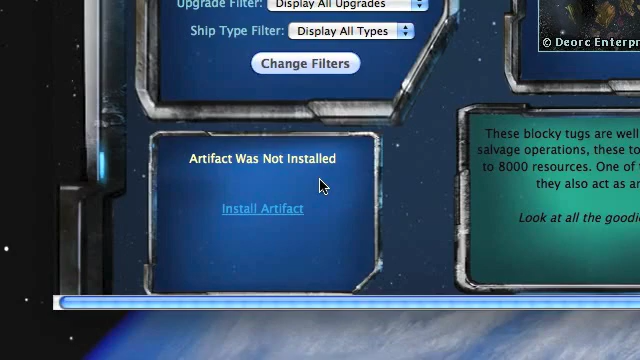 Upgrade Filter: Display All Upgrades
Ship Type Filter: Display All Types
Change Filters
© Deorc Enterpr
Artifact Was Not Installed
Install Artifact
These blocky tugs are well
salvage operations, these to
to 8000 resources. One of
they also act as ar
Look at all the goodi